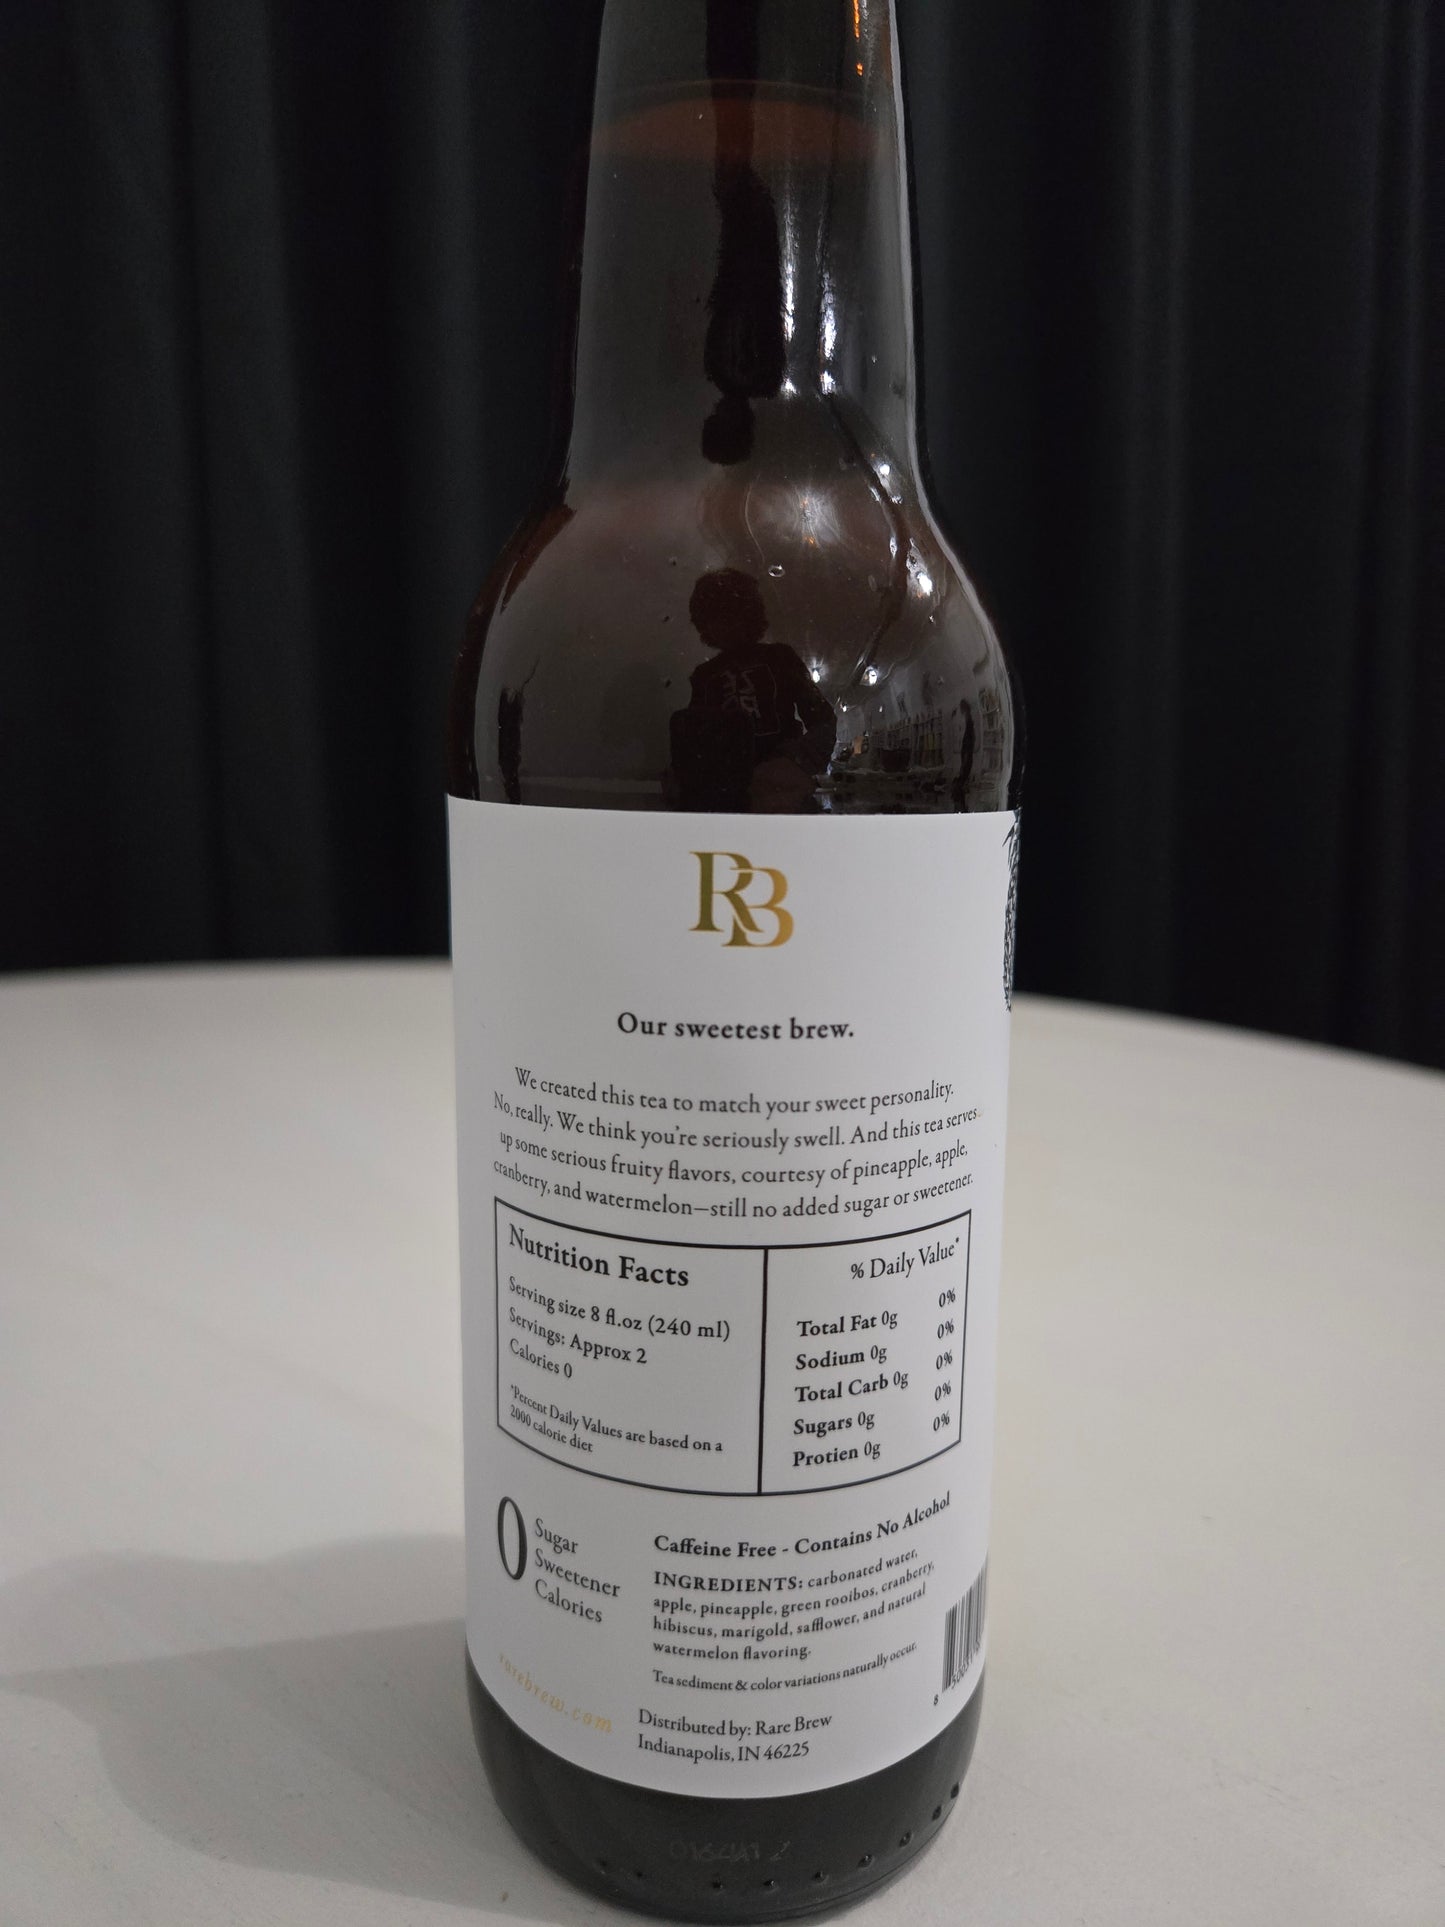 RB
Our sweetest brew.
We created this tea to match your sweet personality.
No, really. We think you're seriously swell. And this tea serves
up some serious fruity flavors, courtesy of pineapple, apple,
cranberry, and watermelon—still no added sugar or sweetener.
Nutrition Facts
Serving size 8 fl.oz (240 ml)
Servings: Approx 2
Calories 0
*Percent Daily Values are based on a
2000 calorie diet
% Daily Value*
Total Fat 0g 0%
Sodium 0g 0%
Total Carb 0g 0%
Sugars 0g 0%
Protien 0g 0%
0
Sugar
Sweetener
Calories
Caffeine Free - Contains No Alcohol
INGREDIENTS: carbonated water,
apple, pineapple, green rooibos, cranberry,
hibiscus, marigold, safflower, and natural
watermelon flavoring.
Tea sediment & color variations naturally occur.
Distributed by: Rare Brew
Indianapolis, IN 46225
rarebrew.com